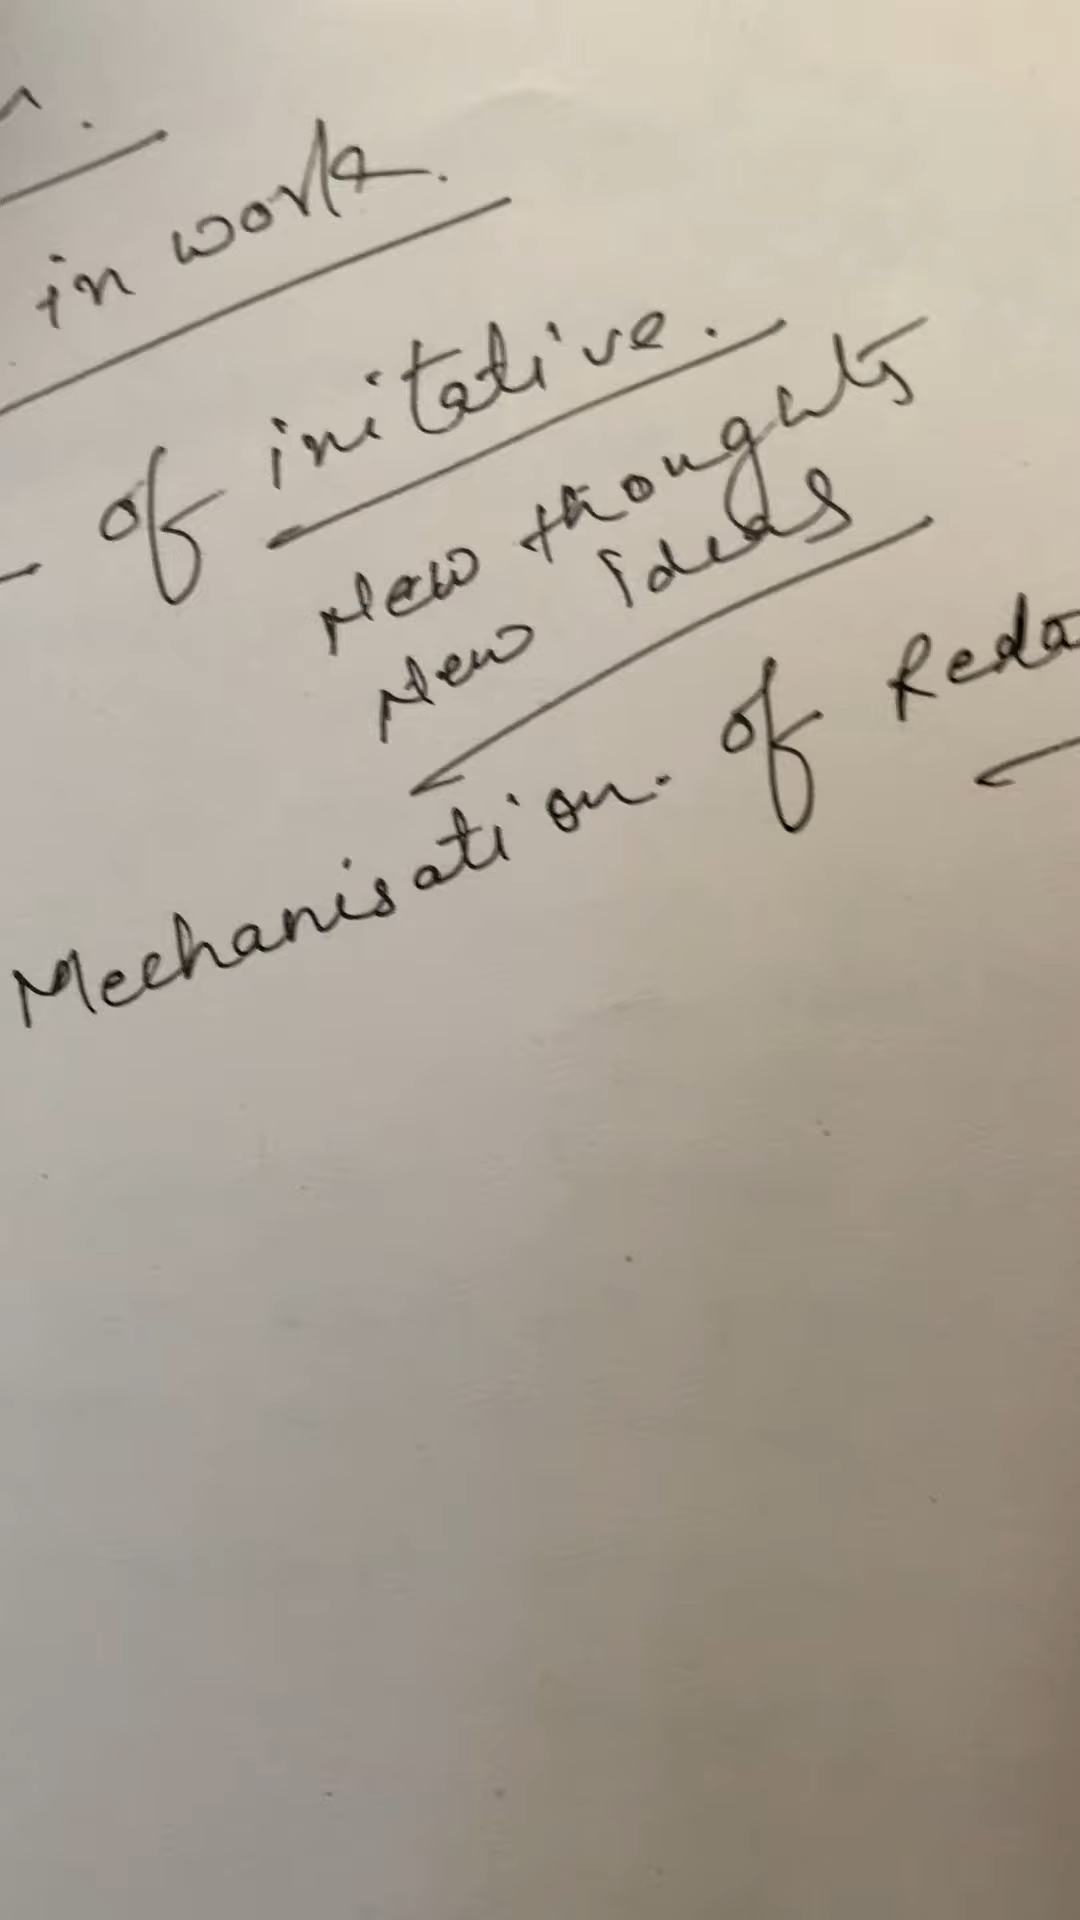 in work.
of initative.
New thoughts
New ideas
Mechanisation. of